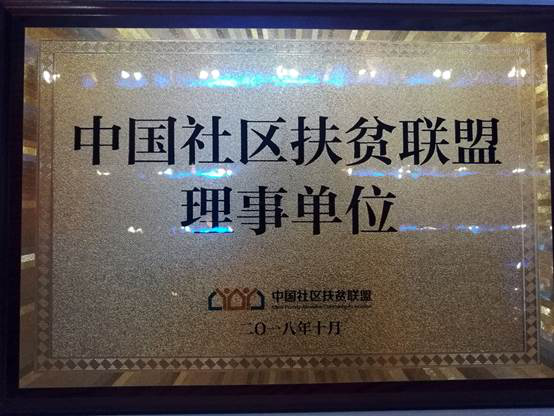 中国社区扶贫联盟
理事单位
中国社区扶贫联盟
二〇一八年十月